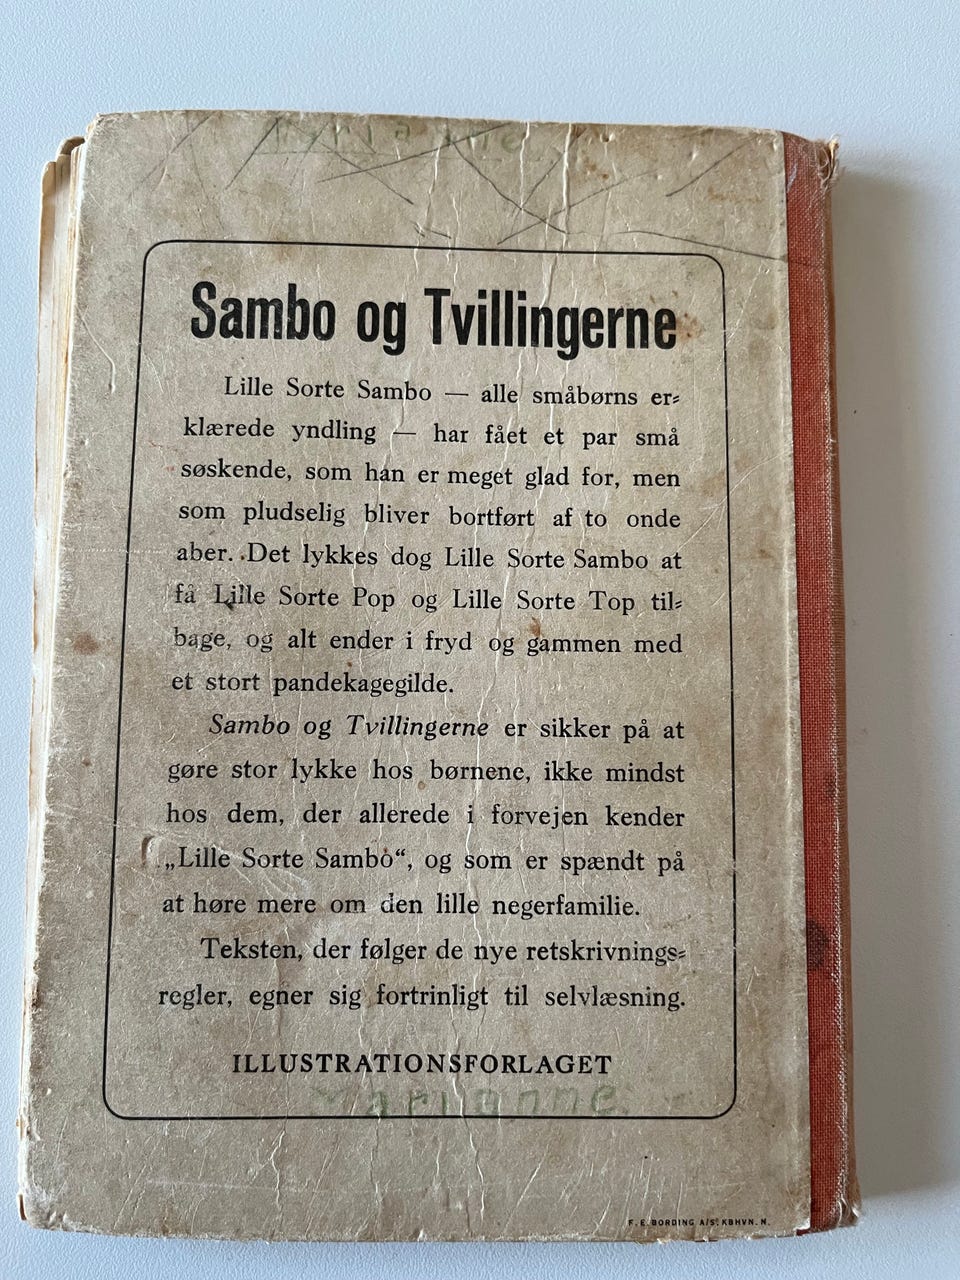 Marianne
Sambo og Tvillingerne
Lille Sorte Sambo — alle småbørns er=
klærede yndling — har fået et par små
søskende, som han er meget glad for, men
som pludselig bliver bortført af to onde
aber. Det lykkes dog Lille Sorte Sambo at
få Lille Sorte Pop og Lille Sorte Top til=
bage, og alt ender i fryd og gammen med
et stort pandekagegilde.
Sambo og Tvillingerne er sikker på at
gøre stor lykke hos børnene, ikke mindst
hos dem, der allerede i forvejen kender
„Lille Sorte Sambo“, og som er spændt på
at høre mere om den lille negerfamilie.
Teksten, der følger de nye retskrivnings=
regler, egner sig fortrinligt til selvlæsning.
ILLUSTRATIONSFORLAGET
Marianne.
F. E. BORDING A/S. KBHVN. N.